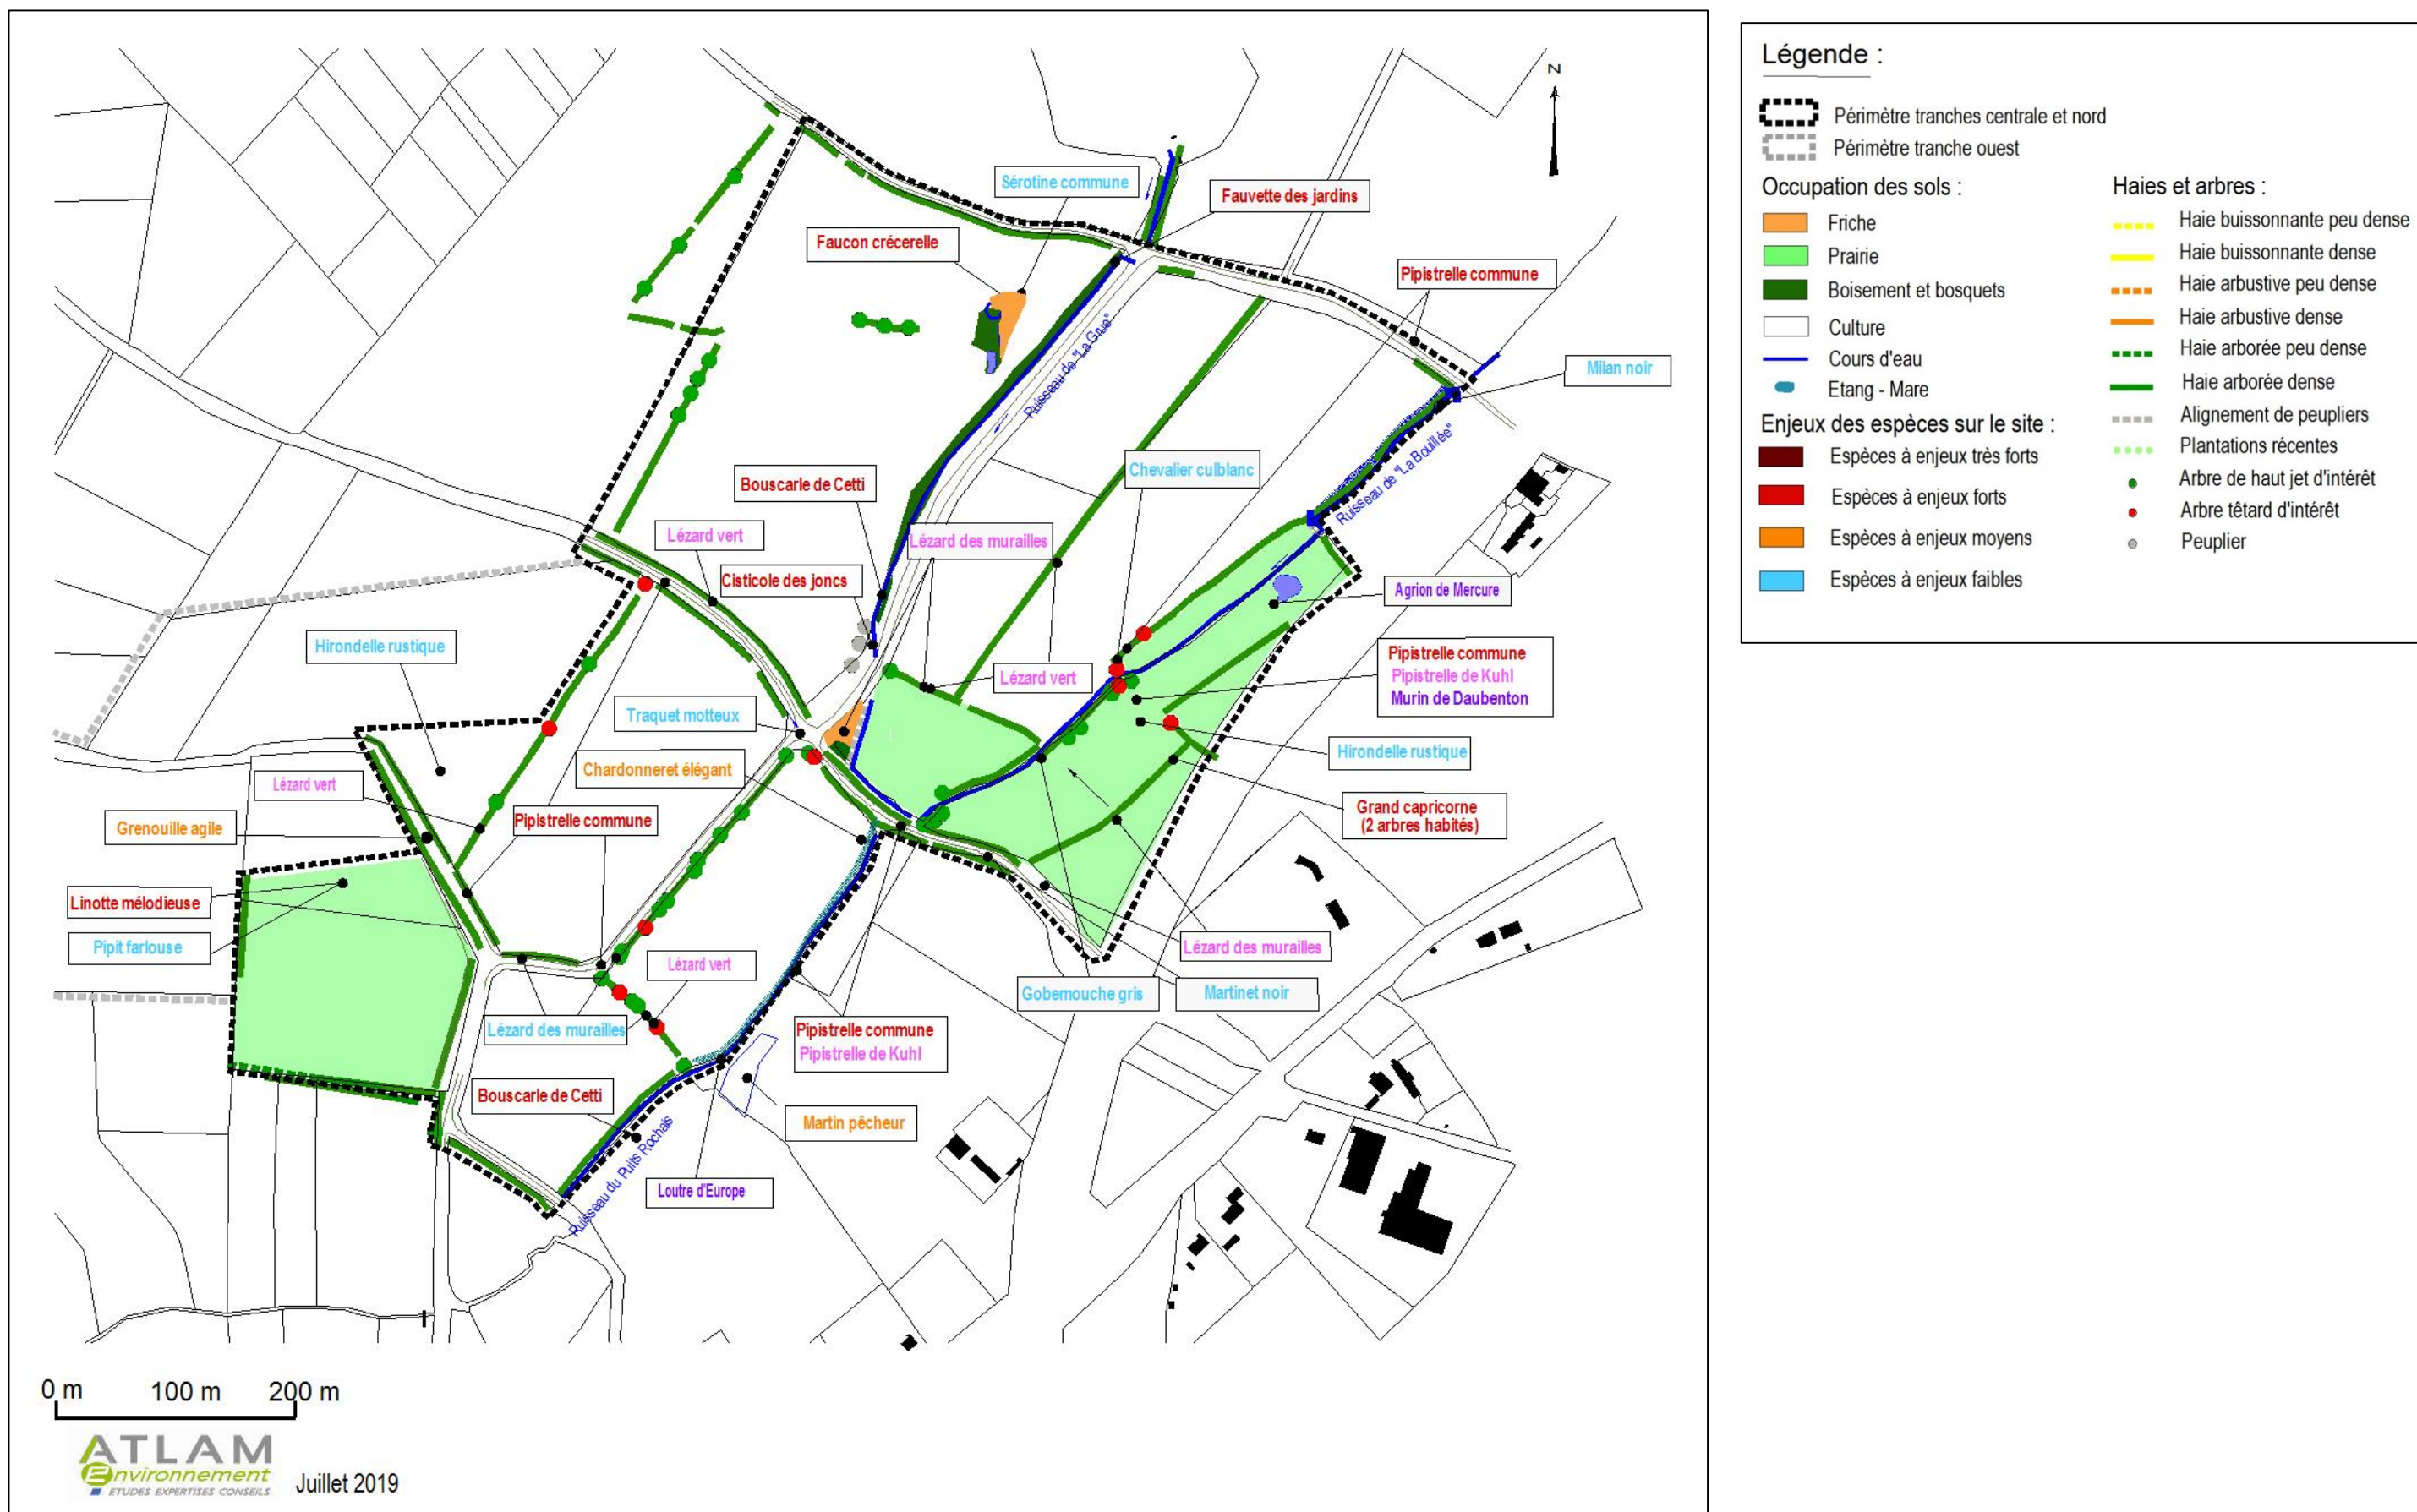 N
Sérotine commune
Fauvette des jardins
Faucon crécerelle
Pipistrelle commune
Ruisseau de "La Grue"
Milan noir
Ruisseau de "La Bouillée"
Chevalier culblanc
Bouscarle de Cetti
Lézard vert
Lézard des murailles
Cisticole des joncs
Agrion de Mercure
Hirondelle rustique
Lézard vert
Pipistrelle commune
Pipistrelle de Kuhl
Murin de Daubenton
Traquet motteux
Hirondelle rustique
Chardonneret élégant
Lézard vert
Grand capricorne
(2 arbres habités)
Pipistrelle commune
Grenouille agile
Linotte mélodieuse
Pipit farlouse
Lézard des murailles
Lézard vert
Gobemouche gris
Martinet noir
Lézard des murailles
Pipistrelle commune
Pipistrelle de Kuhl
Bouscarle de Cetti
Martin pêcheur
Ruisseau du Puits Rochais
Loutre d'Europe
0 m 100 m 200 m
ATLAM
Environnement
ETUDES EXPERTISES CONSEILS
Juillet 2019
Légende :
Périmètre tranches centrale et nord
Périmètre tranche ouest
Occupation des sols :
Friche
Prairie
Boisement et bosquets
Culture
Cours d'eau
Etang - Mare
Enjeux des espèces sur le site :
Espèces à enjeux très forts
Espèces à enjeux forts
Espèces à enjeux moyens
Espèces à enjeux faibles
Haies et arbres :
Haie buissonnante peu dense
Haie buissonnante dense
Haie arbustive peu dense
Haie arbustive dense
Haie arborée peu dense
Haie arborée dense
Alignement de peupliers
Plantations récentes
Arbre de haut jet d'intérêt
Arbre têtard d'intérêt
Peuplier